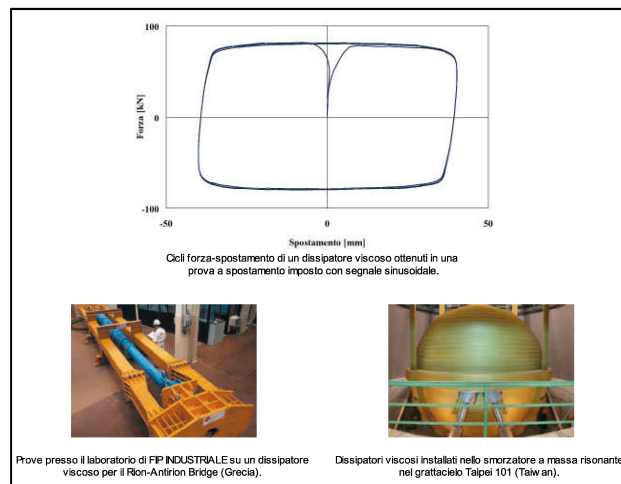 100
0
-100
-50
0
50
Forza [kN]
Spostamento [mm]
Cicli forza-spostamento di un dissipatore viscoso ottenuti in una
prova a spostamento imposto con segnale sinusoidale.
Prove presso il laboratorio di FIP INDUSTRIALE su un dissipatore
viscoso per il Rion-Antirion Bridge (Grecia).
Dissipatori viscosi installati nello smorzatore a massa risonante
nel grattacielo Taipei 101 (Taiwan).